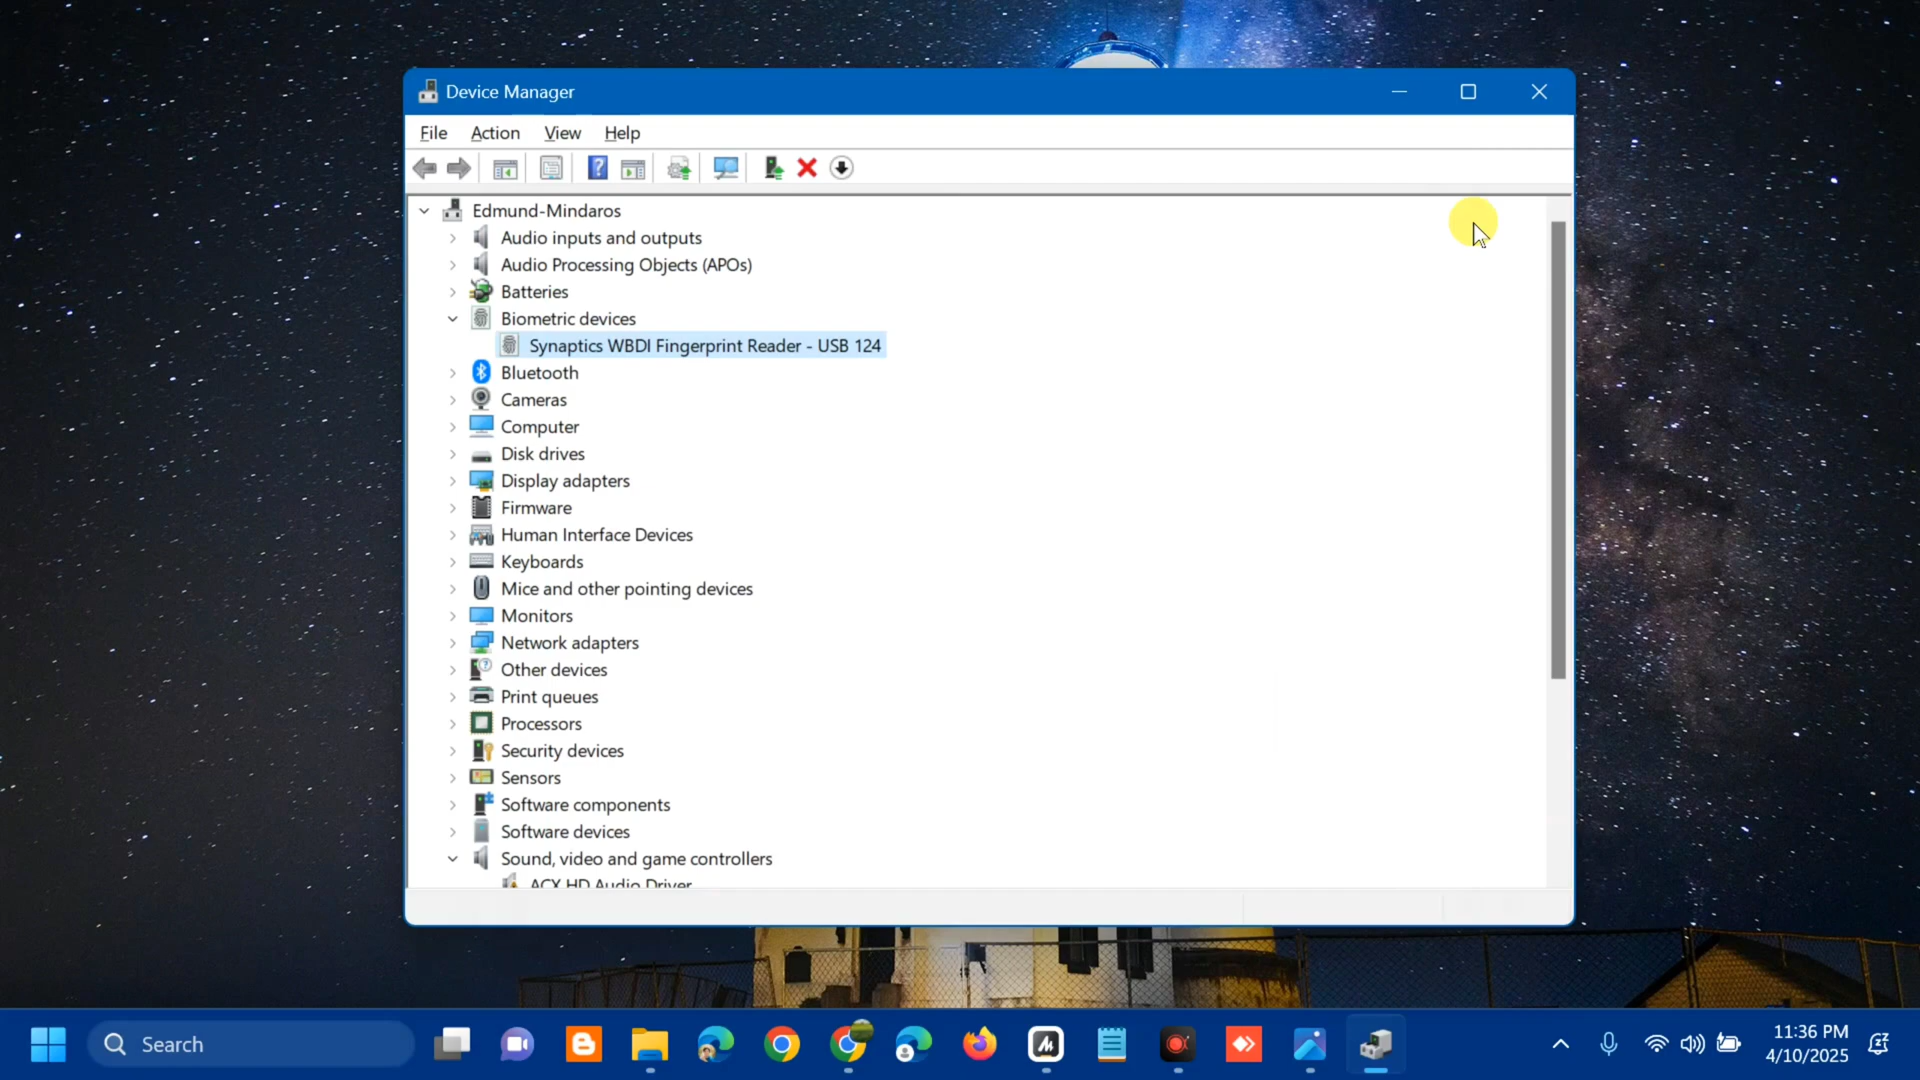 Device Manager
File Action View Help
Edmund-Mindaros
Audio inputs and outputs
Audio Processing Objects (APOs)
Batteries
Biometric devices
Synaptics WBDI Fingerprint Reader - USB 124
Bluetooth
Cameras
Computer
Disk drives
Display adapters
Firmware
Human Interface Devices
Keyboards
Mice and other pointing devices
Monitors
Network adapters
Other devices
Print queues
Processors
Security devices
Sensors
Software components
Software devices
Sound, video and game controllers
ACX HD Audio Driver
Search
11:36 PM
4/10/2025